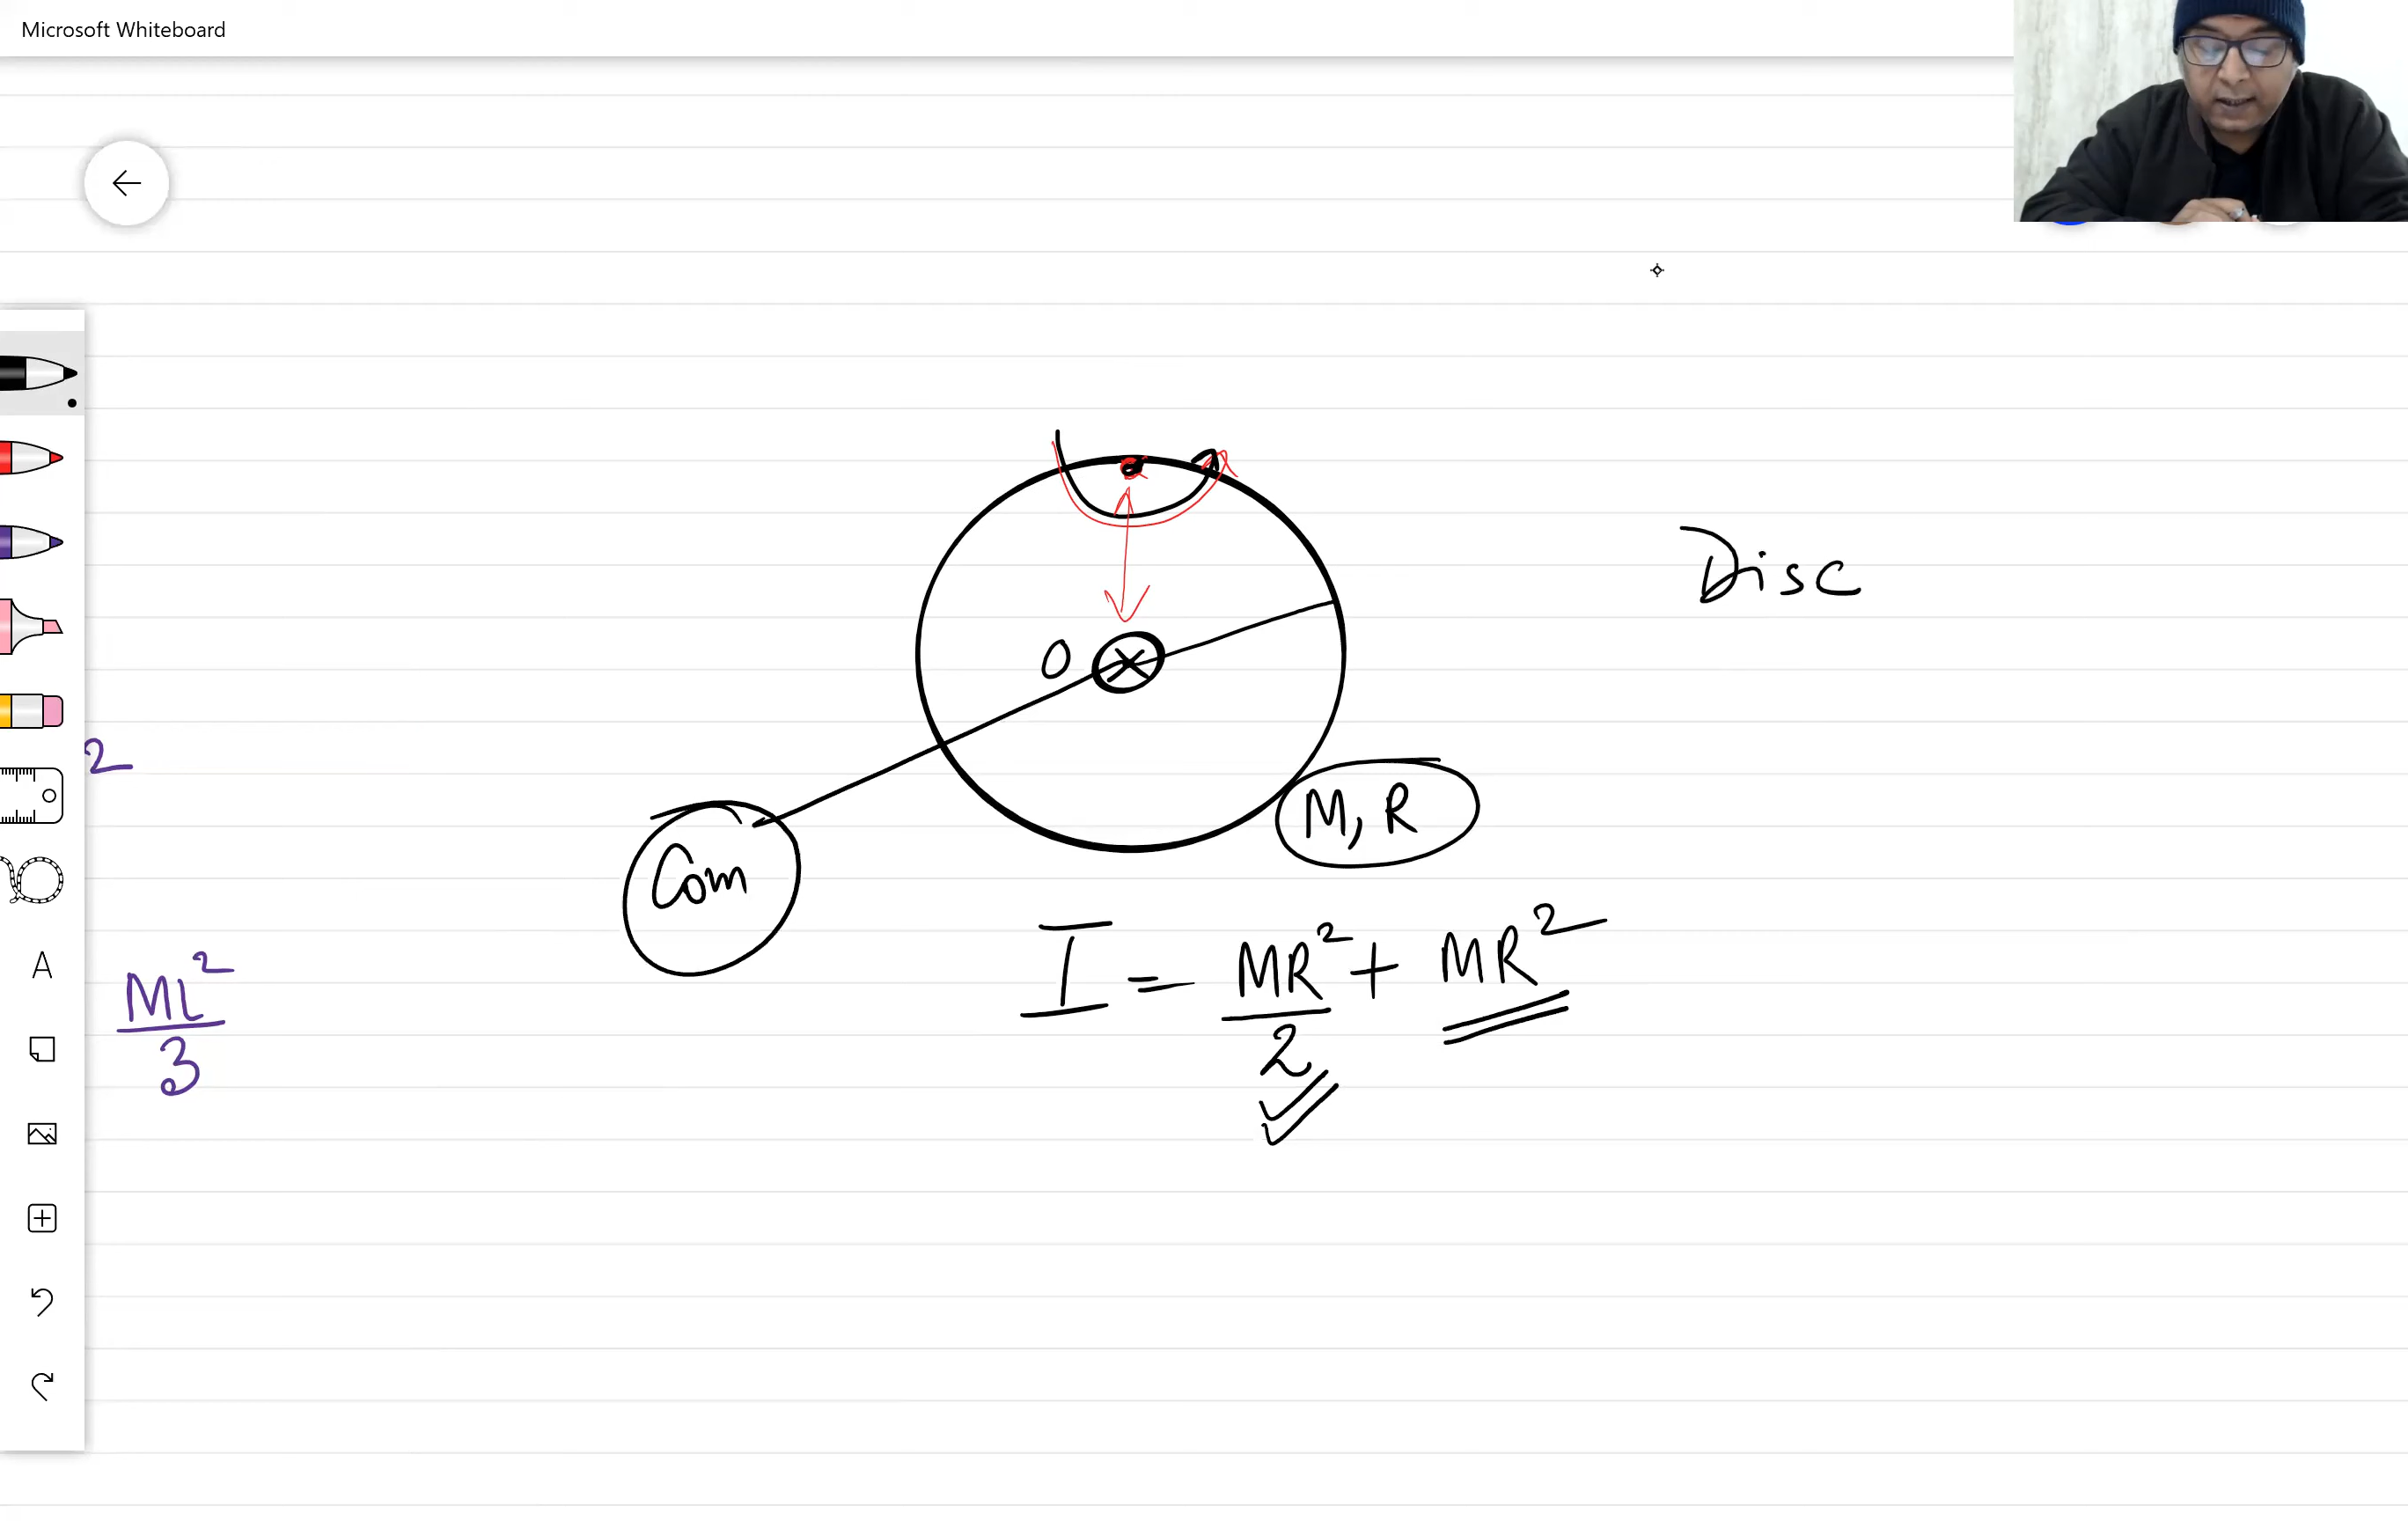 Microsoft Whiteboard
Disc
O
2
M, R
Com
ML²/3
I = MR²/2 + MR²
A